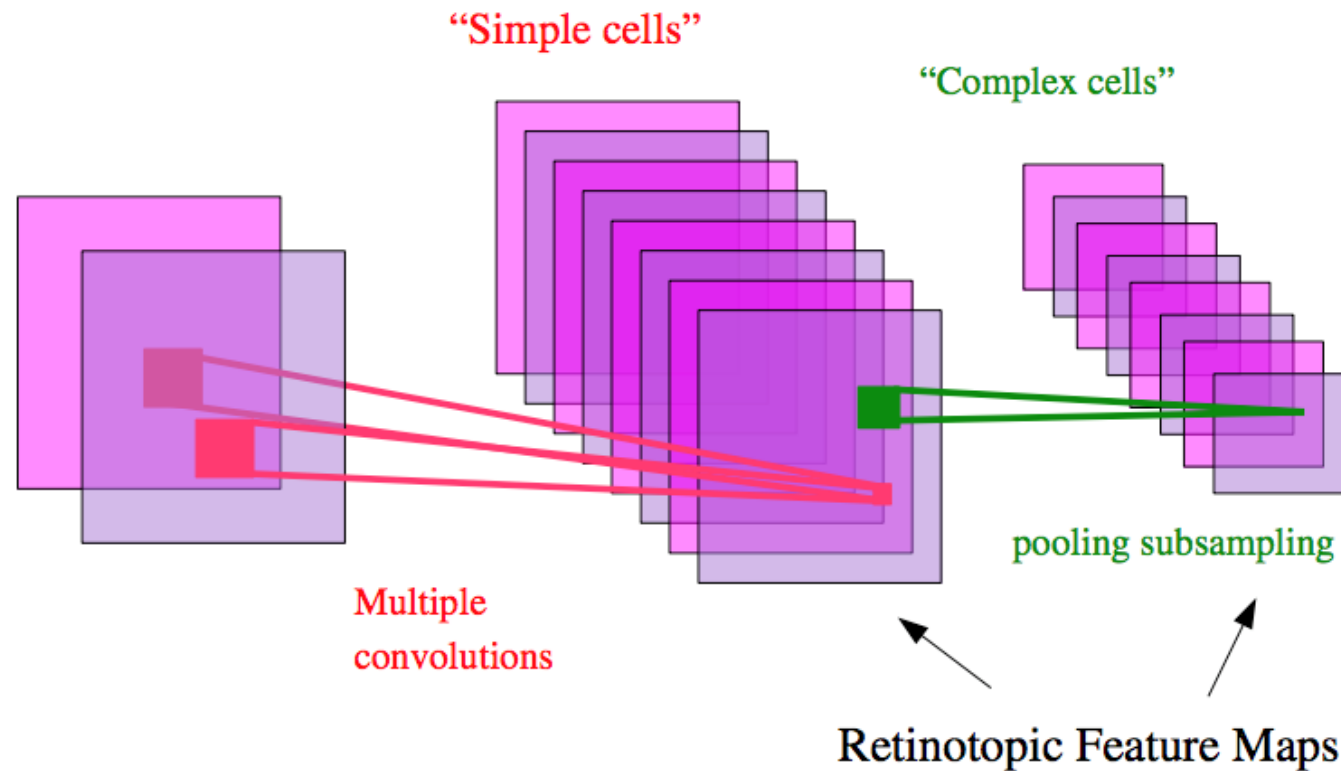 “Simple cells”
“Complex cells”
pooling subsampling
Multiple
convolutions
Retinotopic Feature Maps